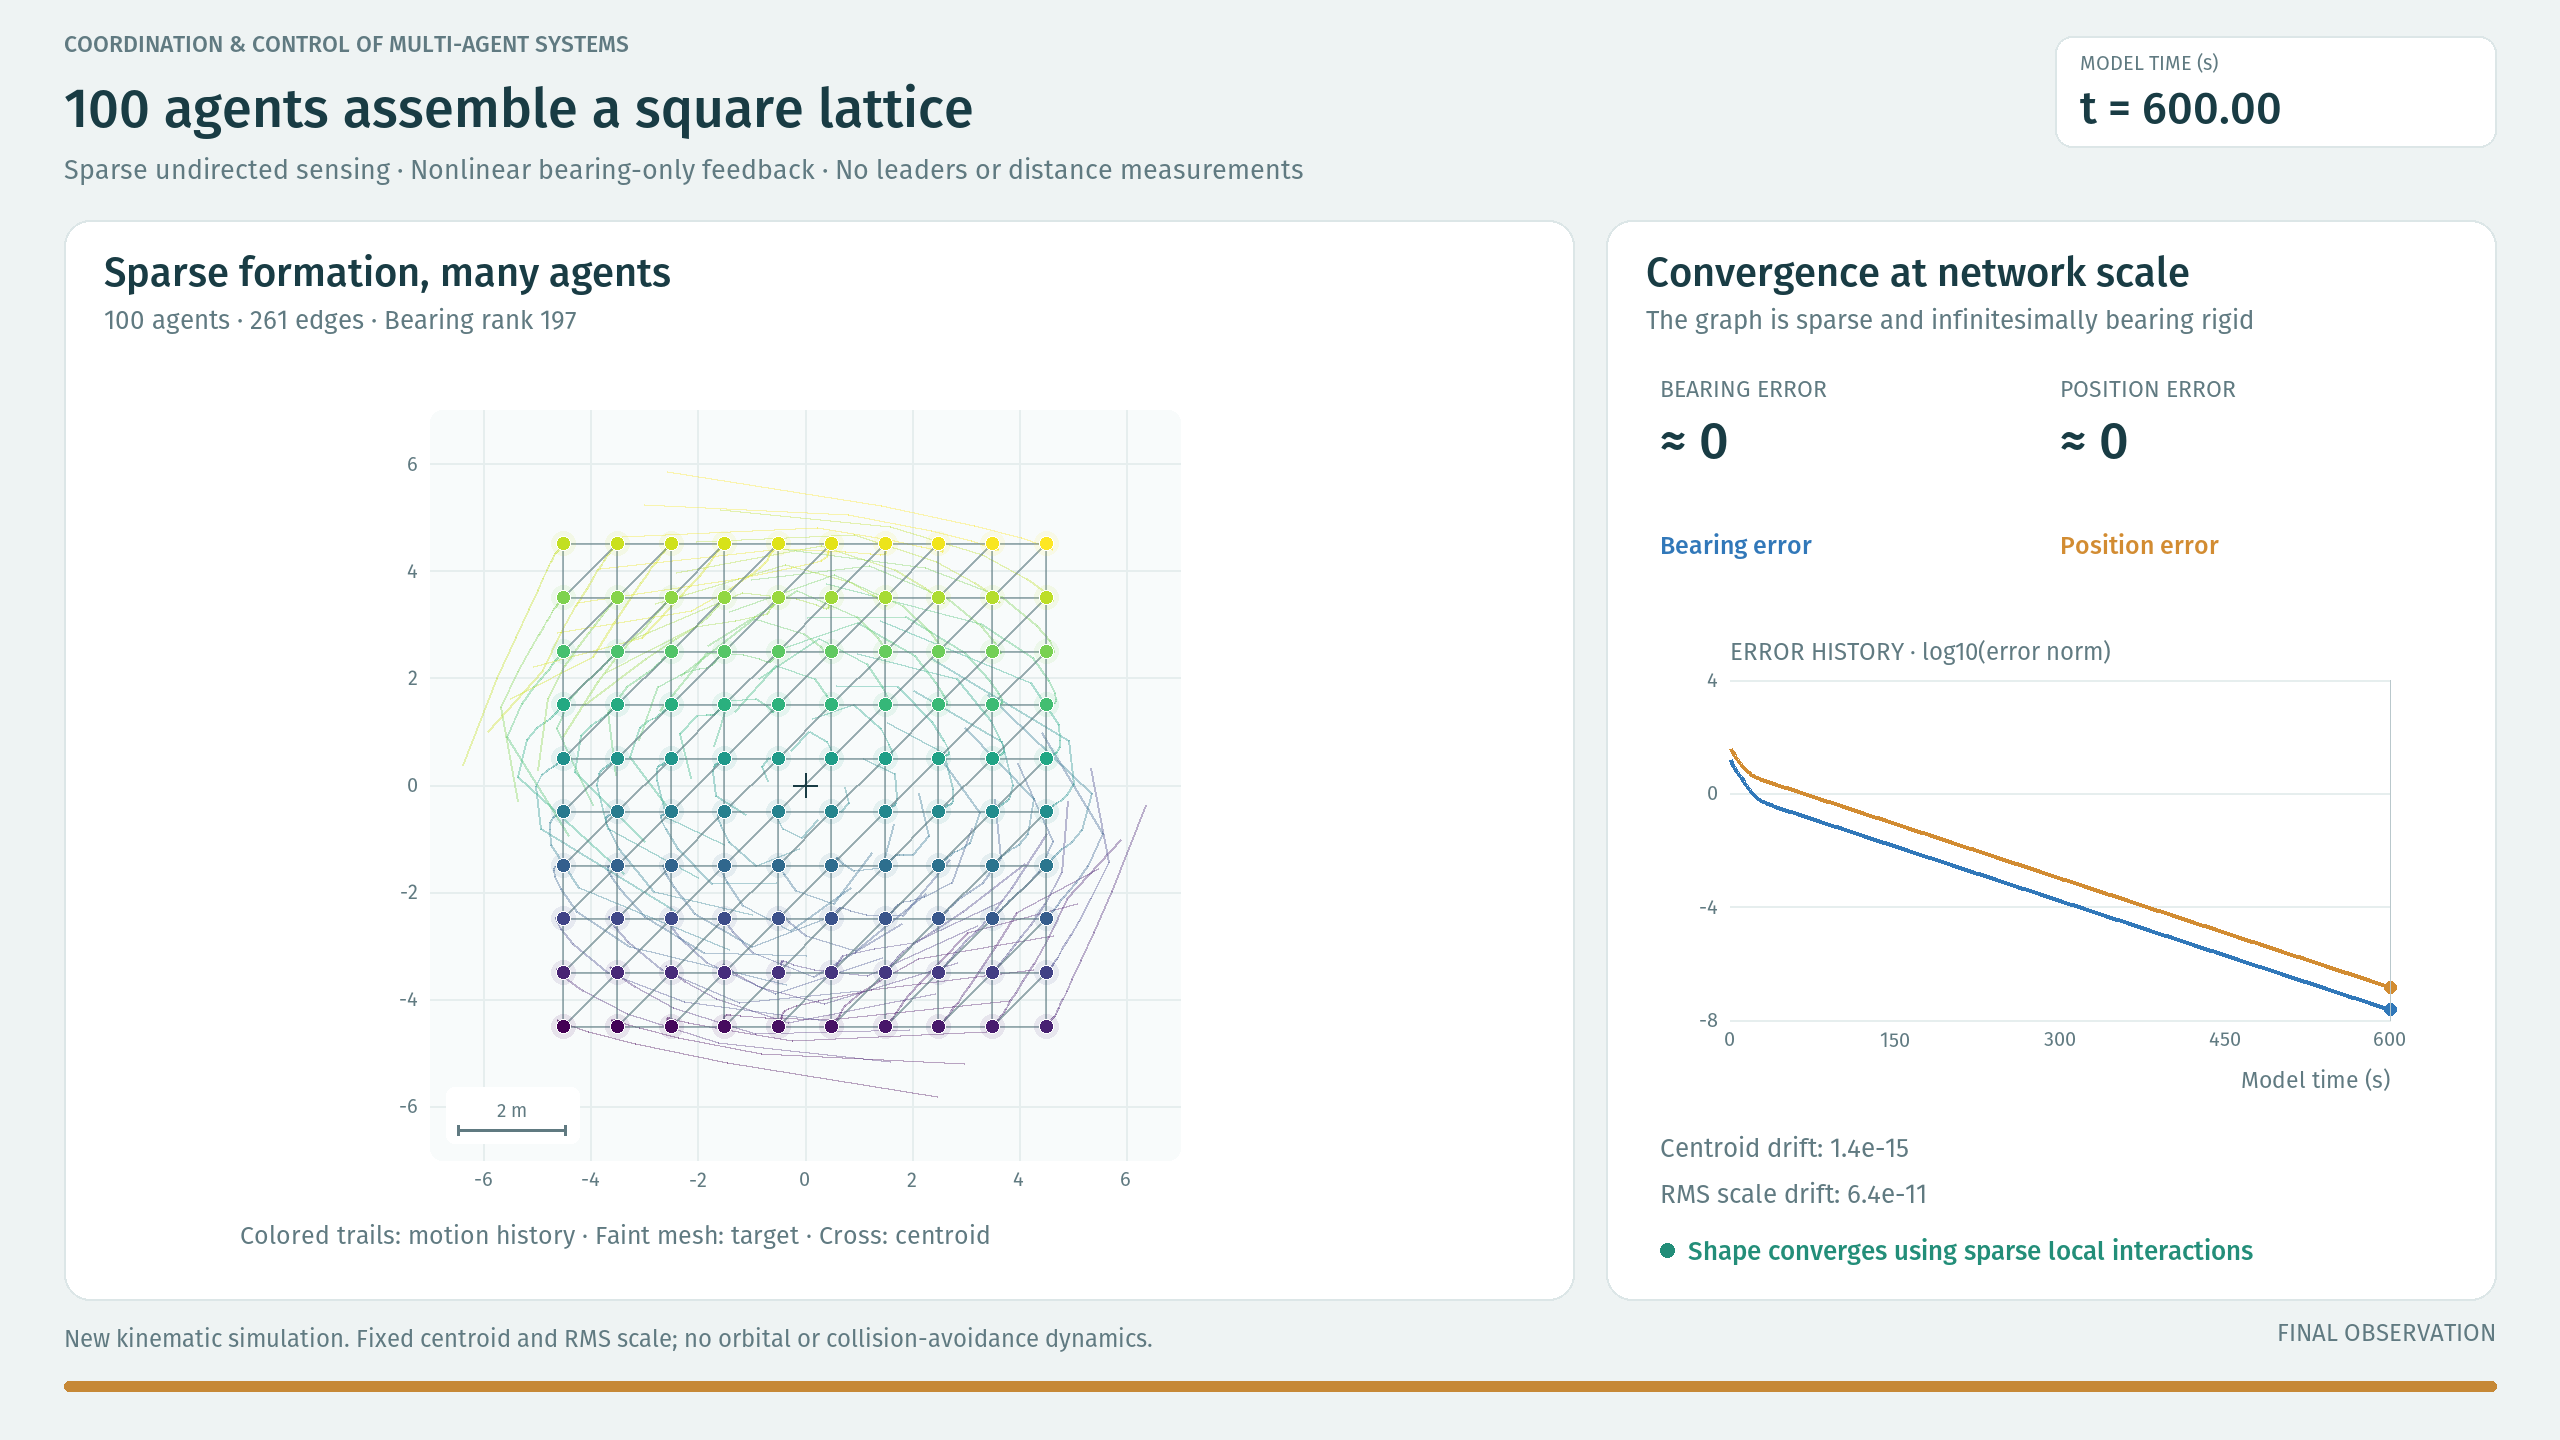 COORDINATION & CONTROL OF MULTI-AGENT SYSTEMS
100 agents assemble a square lattice
Sparse undirected sensing · Nonlinear bearing-only feedback · No leaders or distance measurements
MODEL TIME (s)
t = 600.00
Sparse formation, many agents
100 agents · 261 edges · Bearing rank 197
6
4
2
0
-2
-4
-6
2 m
-6 -4 -2 0 2 4 6
Colored trails: motion history · Faint mesh: target · Cross: centroid
Convergence at network scale
The graph is sparse and infinitesimally bearing rigid
BEARING ERROR POSITION ERROR
≈ 0 ≈ 0
Bearing error Position error
ERROR HISTORY · log10(error norm)
4
0
-4
-8
0 150 300 450 600
Model time (s)
Centroid drift: 1.4e-15
RMS scale drift: 6.4e-11
Shape converges using sparse local interactions
New kinematic simulation. Fixed centroid and RMS scale; no orbital or collision-avoidance dynamics.
FINAL OBSERVATION